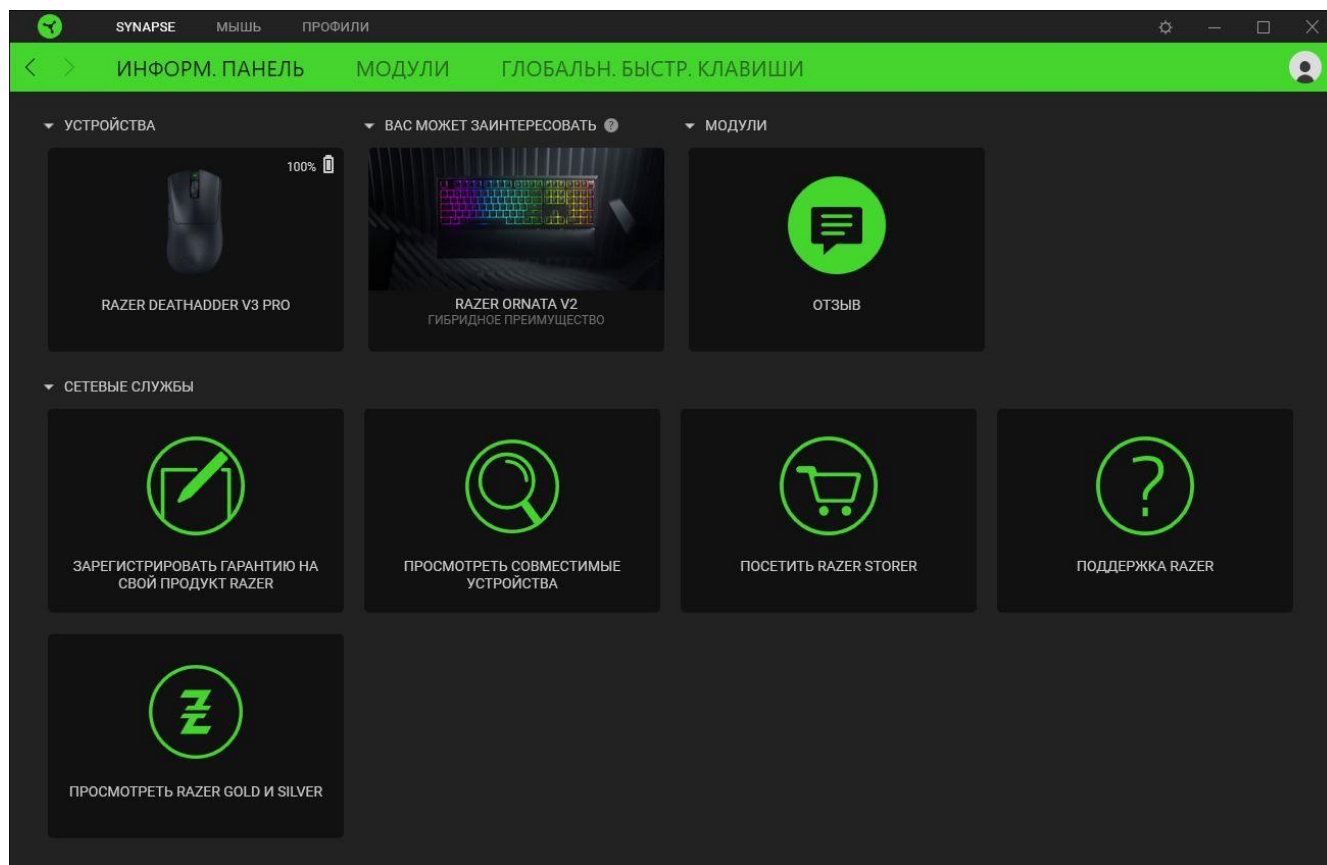 SYNAPSE МЫШЬ ПРОФИЛИ
ИНФОРМ. ПАНЕЛЬ МОДУЛИ ГЛОБАЛЬН. БЫСТР. КЛАВИШИ
УСТРОЙСТВА
100%
RAZER DEATHADDER V3 PRO
ВАС МОЖЕТ ЗАИНТЕРЕСОВАТЬ ?
RAZER ORNATA V2
ГИБРИДНОЕ ПРЕИМУЩЕСТВО
МОДУЛИ
ОТЗЫВ
СЕТЕВЫЕ СЛУЖБЫ
ЗАРЕГИСТРИРОВАТЬ ГАРАНТИЮ НА
СВОЙ ПРОДУКТ RAZER
ПРОСМОТРЕТЬ СОВМЕСТИМЫЕ
УСТРОЙСТВА
ПОСЕТИТЬ RAZER STORER
?
ПОДДЕРЖКА RAZER
ПРОСМОТРЕТЬ RAZER GOLD И SILVER